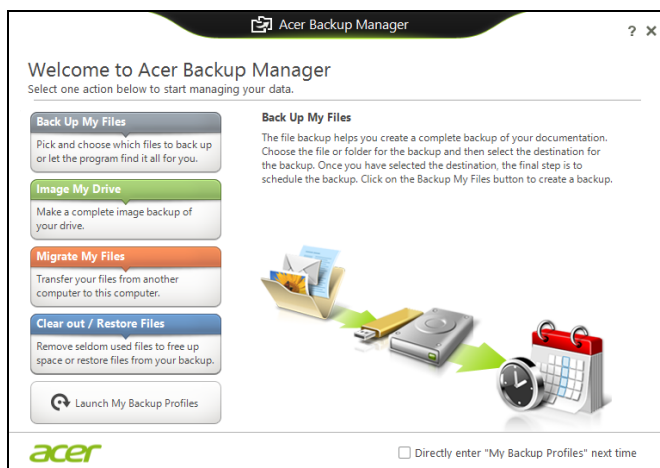 Acer Backup Manager
? X
Welcome to Acer Backup Manager
Select one action below to start managing your data.
Back Up My Files
Pick and choose which files to back up
or let the program find it all for you.
Image My Drive
Make a complete image backup of
your drive.
Migrate My Files
Transfer your files from another
computer to this computer.
Clear out / Restore Files
Remove seldom used files to free up
space or restore files from your backup.
Launch My Backup Profiles
Back Up My Files
The file backup helps you create a complete backup of your documentation.
Choose the file or folder for the backup and then select the destination for
the backup. Once you have selected the destination, the final step is to
schedule the backup. Click on the Backup My Files button to create a backup.
acer
Directly enter "My Backup Profiles" next time